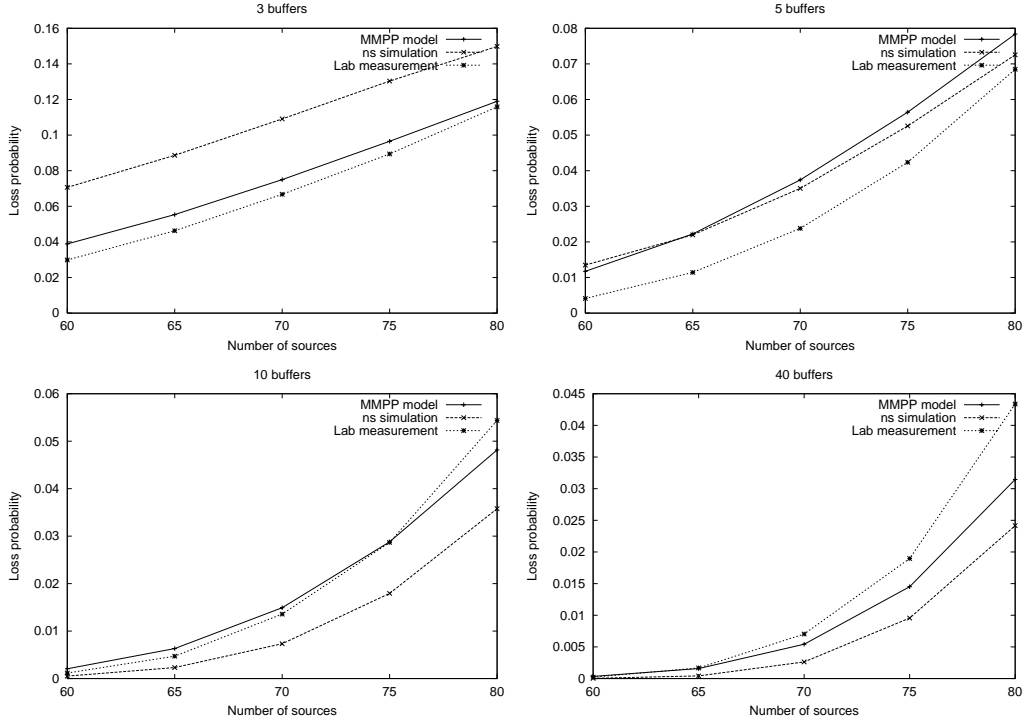 3 buffers
0.16
0.14
0.12
0.1
0.08
0.06
0.04
0.02
0
Loss probability
MMPP model
ns simulation
Lab measurement
60 65 70 75 80
Number of sources
5 buffers
0.08
0.07
0.06
0.05
0.04
0.03
0.02
0.01
0
Loss probability
MMPP model
ns simulation
Lab measurement
60 65 70 75 80
Number of sources
10 buffers
0.06
0.05
0.04
0.03
0.02
0.01
0
Loss probability
MMPP model
ns simulation
Lab measurement
60 65 70 75 80
Number of sources
40 buffers
0.045
0.04
0.035
0.03
0.025
0.02
0.015
0.01
0.005
0
Loss probability
MMPP model
ns simulation
Lab measurement
60 65 70 75 80
Number of sources